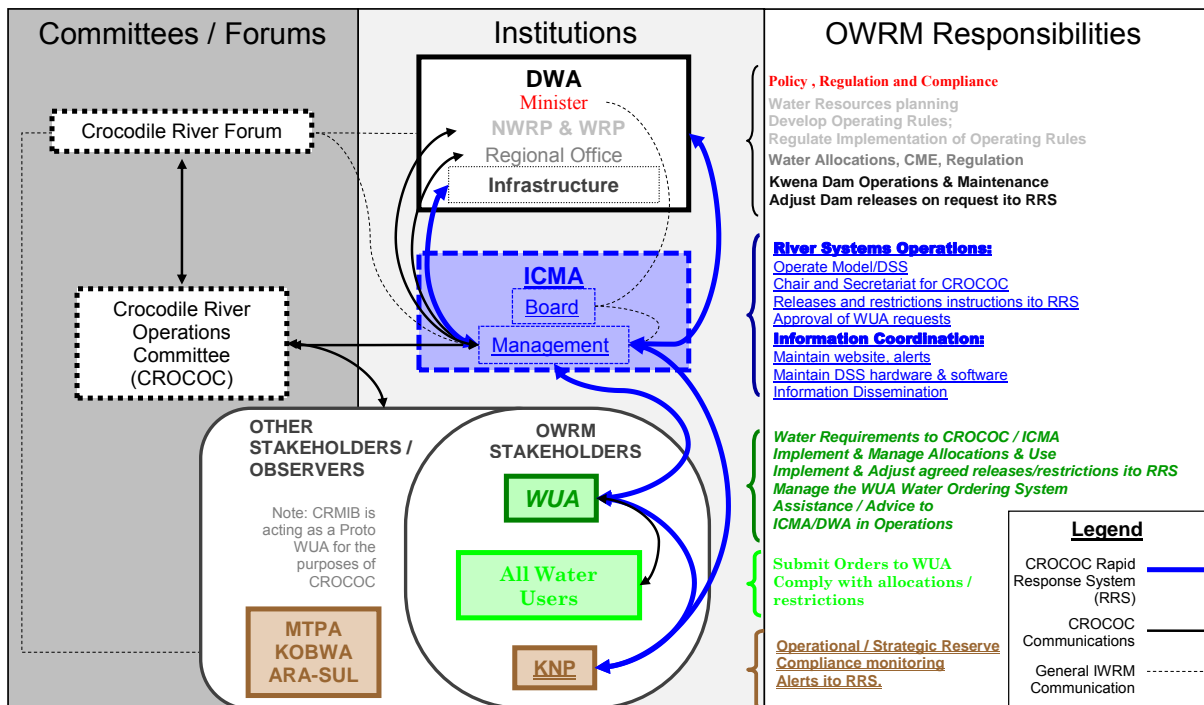 Committees / Forums
Institutions
OWRM Responsibilities
Crocodile River Forum
Crocodile River
Operations
Committee
(CROCOC)
DWA
Minister
NWRP & WRP
Regional Office
Infrastructure
ICMA
Board
Management
OTHER
STAKEHOLDERS /
OBSERVERS
Note: CRMIB is
acting as a Proto
WUA for the
purposes of
CROCOC
MTPA
KOBWA
ARA-SUL
OWRM
STAKEHOLDERS
WUA
All Water
Users
KNP
Policy , Regulation and Compliance
Water Resources planning
Develop Operating Rules;
Regulate Implementation of Operating Rules
Water Allocations, CME, Regulation
Kwena Dam Operations & Maintenance
Adjust Dam releases on request ito RRS
River Systems Operations:
Operate Model/DSS
Chair and Secretariat for CROCOC
Releases and restrictions instructions ito RRS
Approval of WUA requests
Information Coordination:
Maintain website, alerts
Maintain DSS hardware & software
Information Dissemination
Water Requirements to CROCOC / ICMA
Implement & Manage Allocations & Use
Implement & Adjust agreed releases/restrictions ito RRS
Manage the WUA Water Ordering System
Assistance / Advice to
ICMA/DWA in Operations
Submit Orders to WUA
Comply with allocations /
restrictions
Operational / Strategic Reserve
Compliance monitoring
Alerts ito RRS.
Legend
CROCOC Rapid
Response System
(RRS)
CROCOC
Communications
General IWRM
Communication